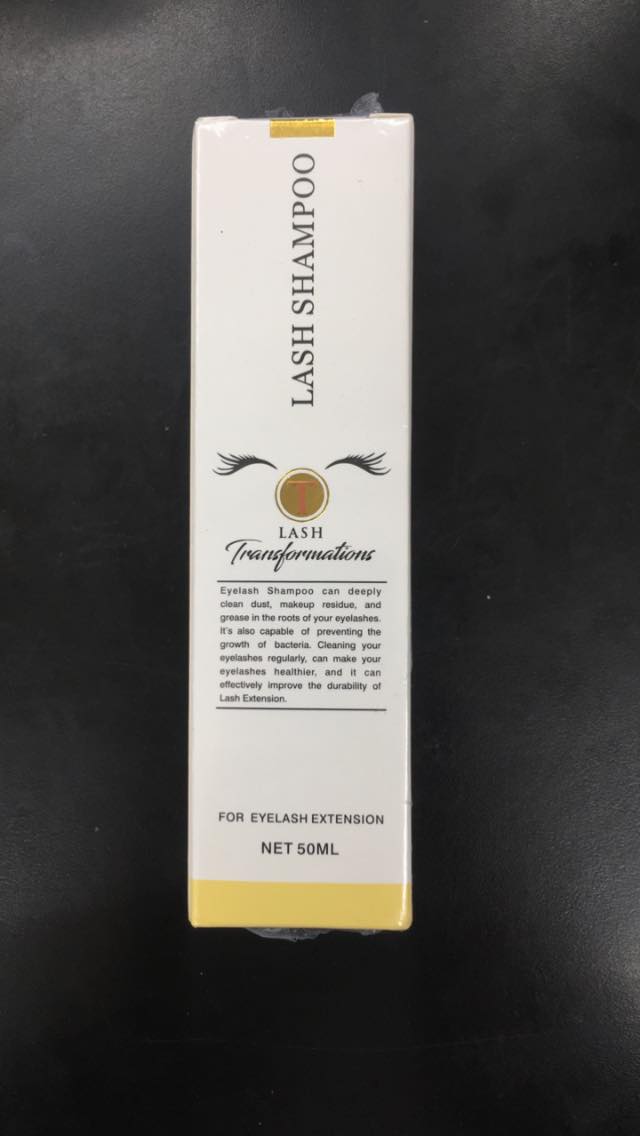 LASH SHAMPOO
T
LASH
Transformations
Eyelash Shampoo can deeply
clean dust, makeup residue, and
grease in the roots of your eyelashes.
It's also capable of preventing the
growth of bacteria. Cleaning your
eyelashes regularly, can make your
eyelashes healthier, and it can
effectively improve the durability of
Lash Extension.
FOR EYELASH EXTENSION
NET 50ML